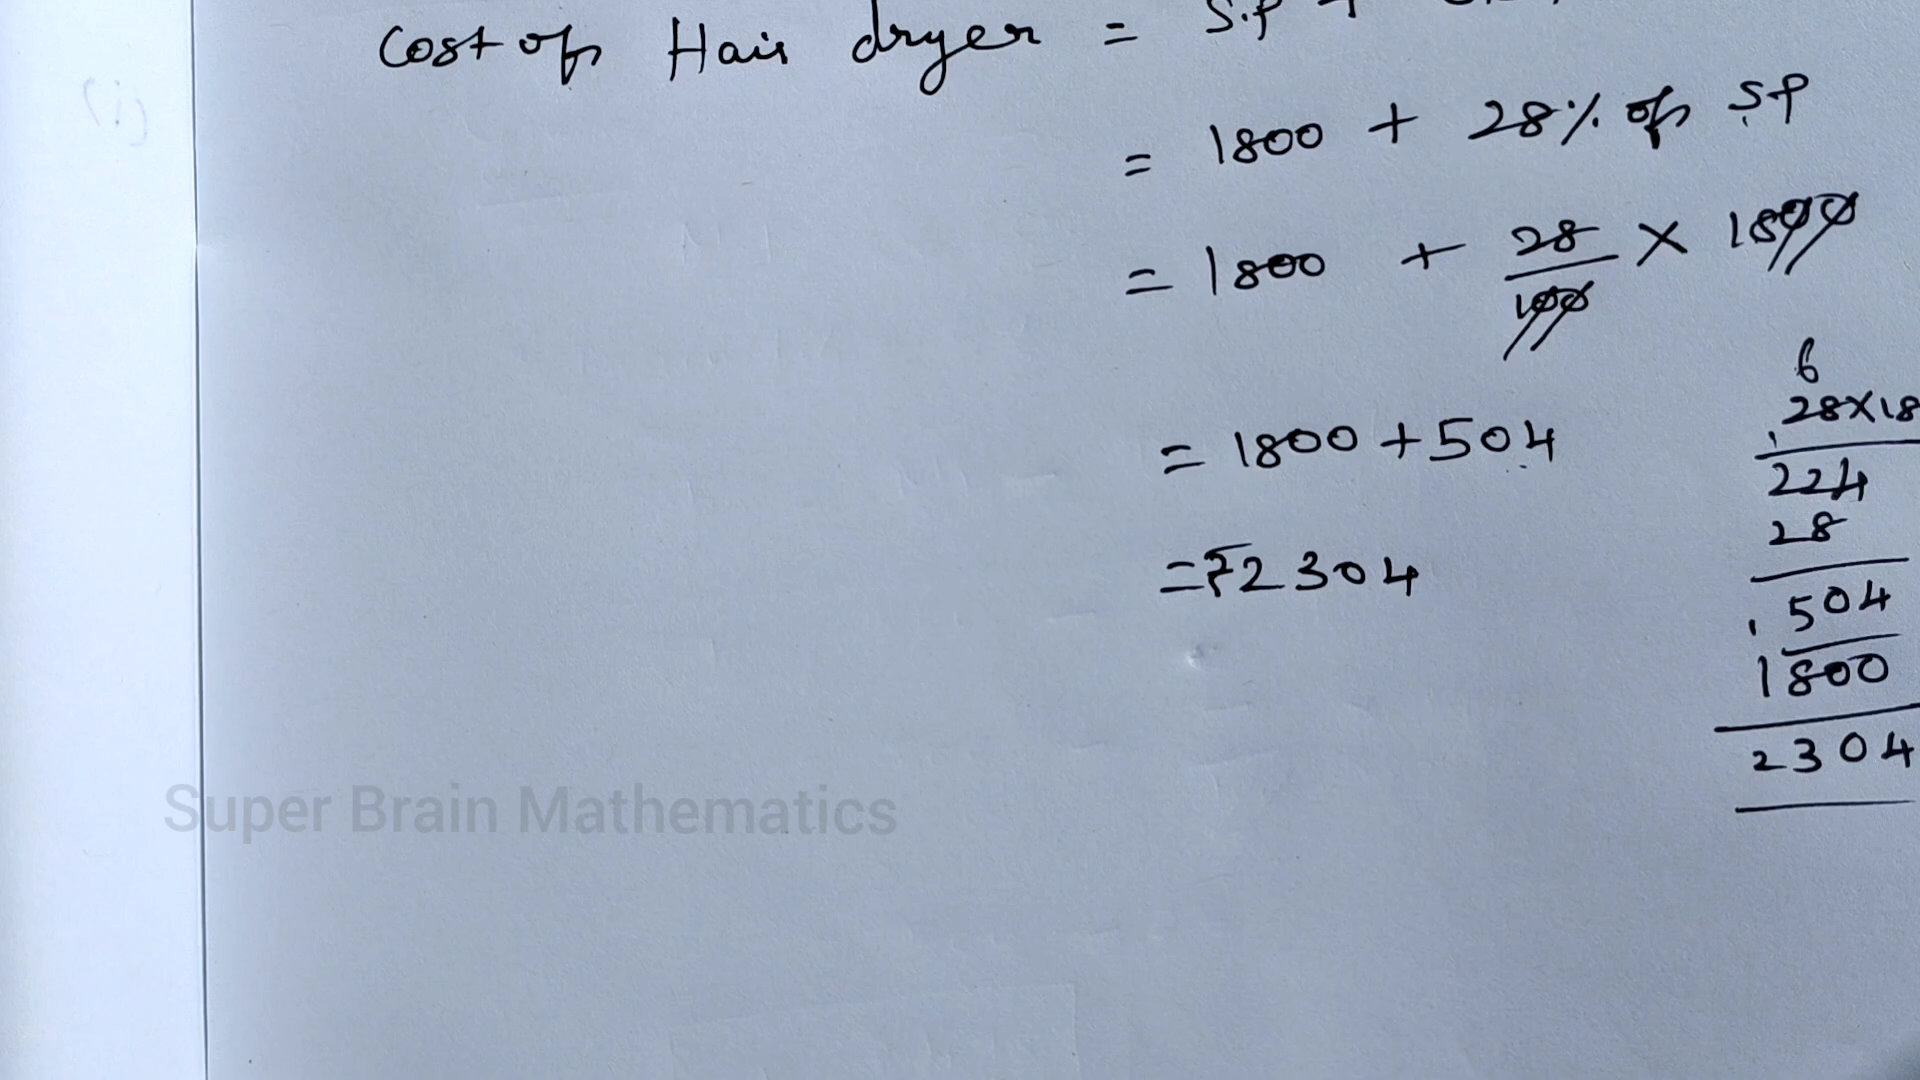 Cost of Hair dryer = S.P +
= 1800 + 28% of S.P
= 1800 + 28/100 × 1800
= 1800 + 504
= ₹2304
(i)
6
28×18
224
28
504
1800
2304
Super Brain Mathematics